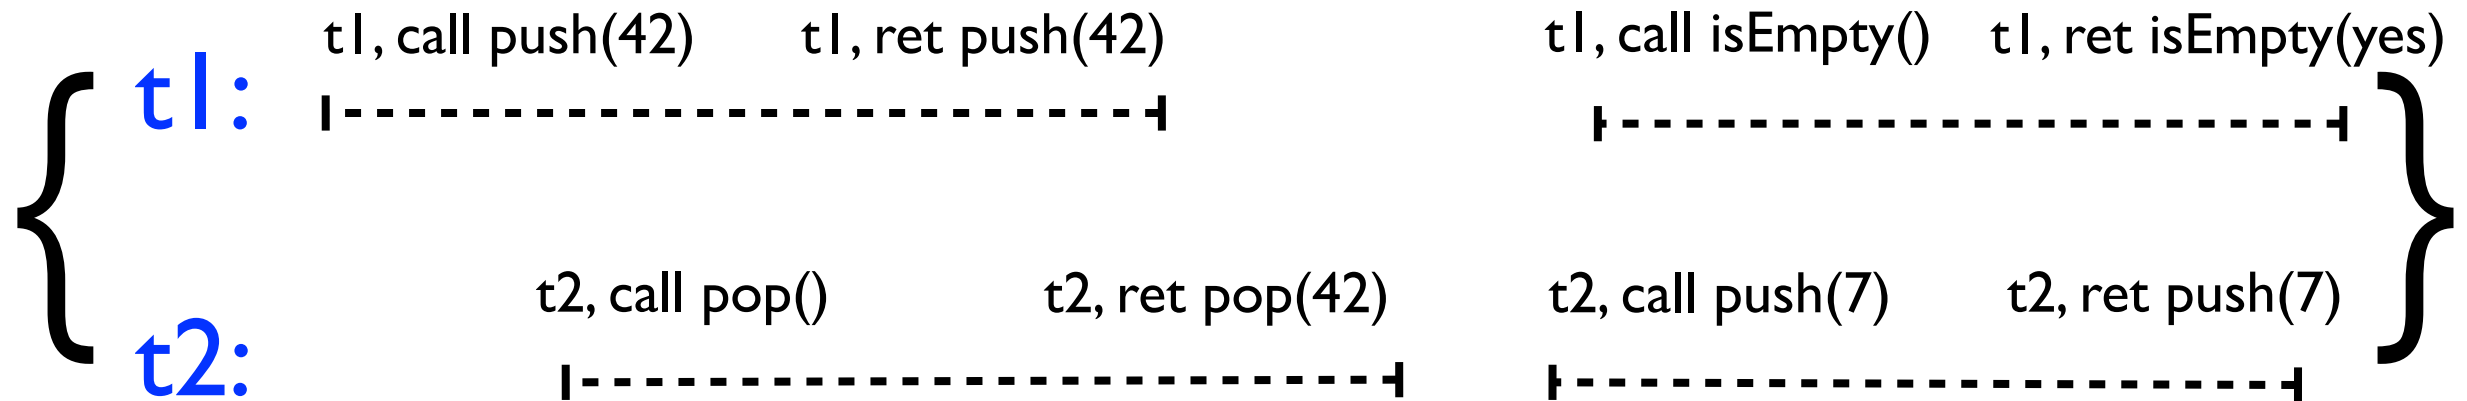 t1, call push(42) t1, ret push(42) t1, call isEmpty() t1, ret isEmpty(yes)
{ t1: }
t2, call pop() t2, ret pop(42) t2, call push(7) t2, ret push(7)
t2: